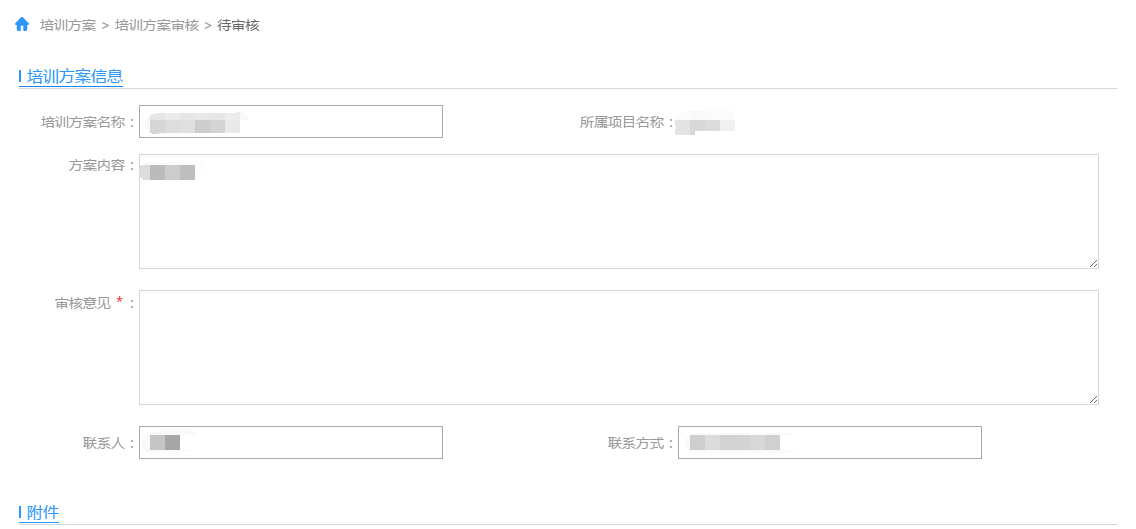 培训方案 > 培训方案审核 > 待审核
培训方案信息
培训方案名称： 所属项目名称：
方案内容：
审核意见 * ：
联系人： 联系方式：
附件